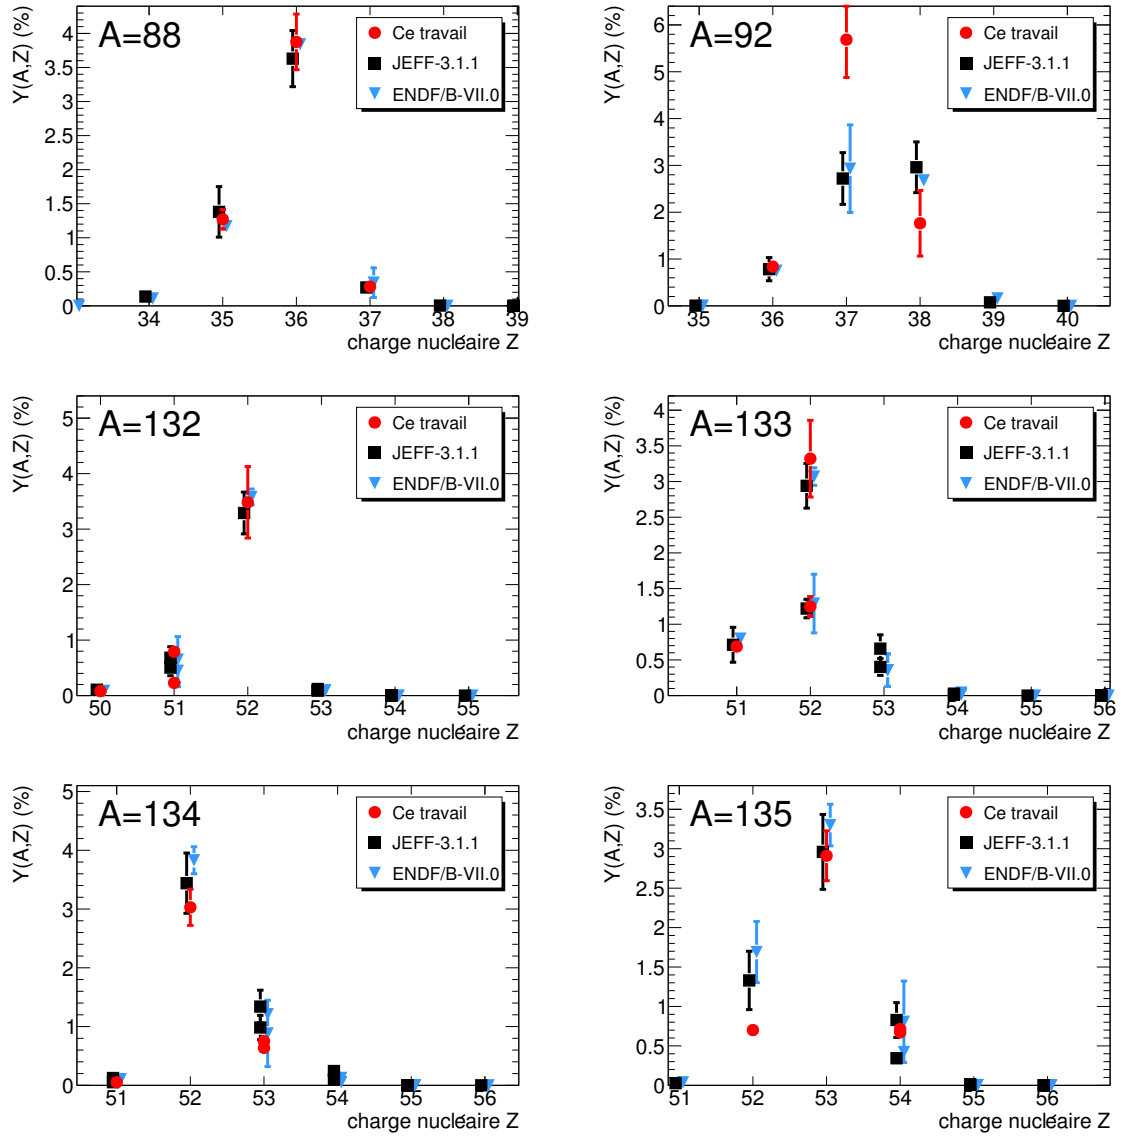 A=88
Y(A,Z) (%)
Ce travail
JEFF-3.1.1
ENDF/B-VII.0
4
3.5
3
2.5
2
1.5
1
0.5
0
34 35 36 37 38 39
charge nucléaire Z
A=92
Y(A,Z) (%)
Ce travail
JEFF-3.1.1
ENDF/B-VII.0
6
5
4
3
2
1
0
35 36 37 38 39 40
charge nucléaire Z
A=132
Y(A,Z) (%)
Ce travail
JEFF-3.1.1
ENDF/B-VII.0
5
4
3
2
1
0
50 51 52 53 54 55
charge nucléaire Z
A=133
Y(A,Z) (%)
Ce travail
JEFF-3.1.1
ENDF/B-VII.0
4
3.5
3
2.5
2
1.5
1
0.5
0
51 52 53 54 55 56
charge nucléaire Z
A=134
Y(A,Z) (%)
Ce travail
JEFF-3.1.1
ENDF/B-VII.0
5
4
3
2
1
0
51 52 53 54 55 56
charge nucléaire Z
A=135
Y(A,Z) (%)
Ce travail
JEFF-3.1.1
ENDF/B-VII.0
3.5
3
2.5
2
1.5
1
0.5
0
51 52 53 54 55 56
charge nucléaire Z